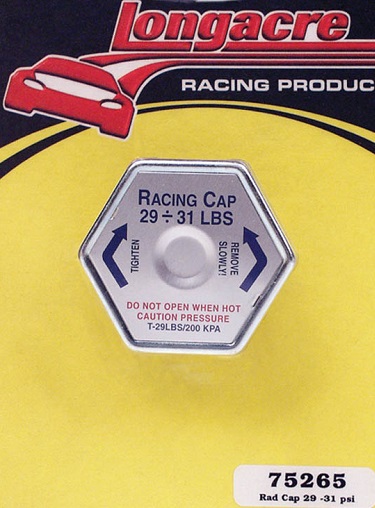 Longacre
RACING PRODUC
RACING CAP
29 ÷ 31 LBS
TIGHTEN
REMOVE
SLOWLY!
DO NOT OPEN WHEN HOT
CAUTION PRESSURE
T-29LBS/200 KPA
75265
Rad Cap 29 -31 psi